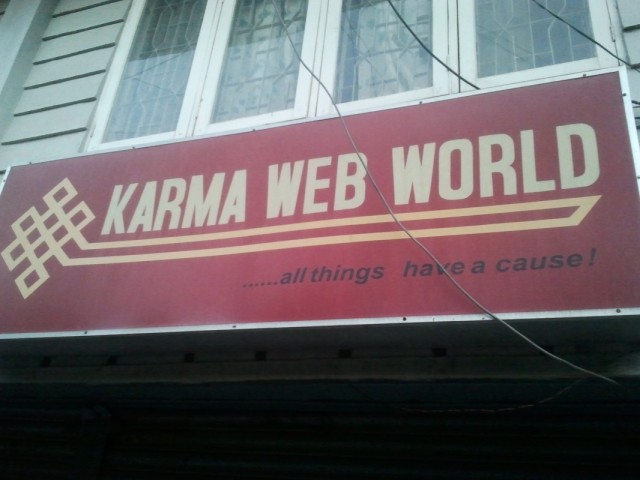 KARMA WEB WORLD
......all things have a cause!